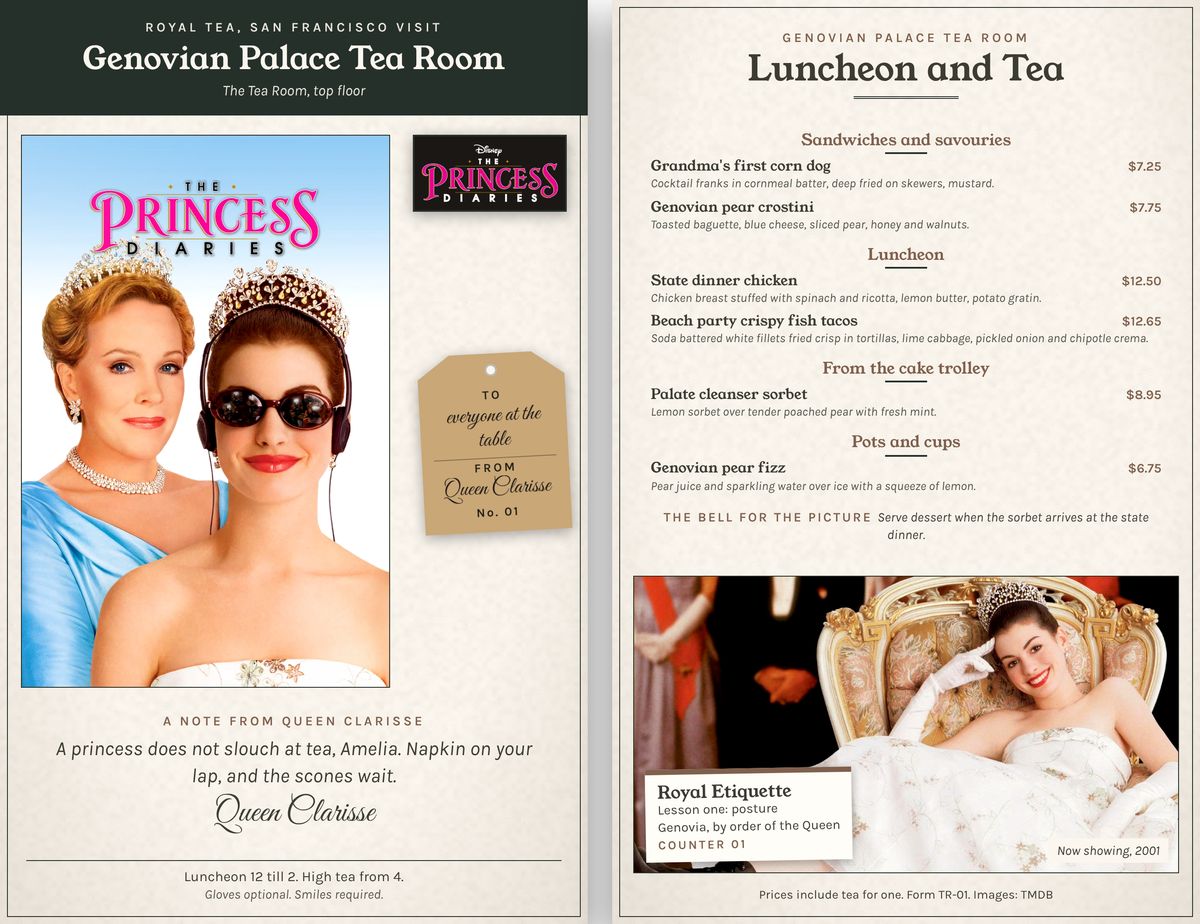 ROYAL TEA, SAN FRANCISCO VISIT
Genovian Palace Tea Room
The Tea Room, top floor
THE
PRINCESS
DIARIES
Disney
THE
PRINCESS
DIARIES
TO
everyone at the
table
FROM
Queen Clarisse
No. 01
A NOTE FROM QUEEN CLARISSE
A princess does not slouch at tea, Amelia. Napkin on your
lap, and the scones wait.
Queen Clarisse
Luncheon 12 till 2. High tea from 4.
Gloves optional. Smiles required.
GENOVIAN PALACE TEA ROOM
Luncheon and Tea
Sandwiches and savouries
Grandma's first corn dog $7.25
Cocktail franks in cornmeal batter, deep fried on skewers, mustard.
Genovian pear crostini $7.75
Toasted baguette, blue cheese, sliced pear, honey and walnuts.
Luncheon
State dinner chicken $12.50
Chicken breast stuffed with spinach and ricotta, lemon butter, potato gratin.
Beach party crispy fish tacos $12.65
Soda battered white fillets fried crisp in tortillas, lime cabbage, pickled onion and chipotle crema.
From the cake trolley
Palate cleanser sorbet $8.95
Lemon sorbet over tender poached pear with fresh mint.
Pots and cups
Genovian pear fizz $6.75
Pear juice and sparkling water over ice with a squeeze of lemon.
THE BELL FOR THE PICTURE Serve dessert when the sorbet arrives at the state
dinner.
Royal Etiquette
Lesson one: posture
Genovia, by order of the Queen
COUNTER 01
Now showing, 2001
Prices include tea for one. Form TR-01. Images: TMDB